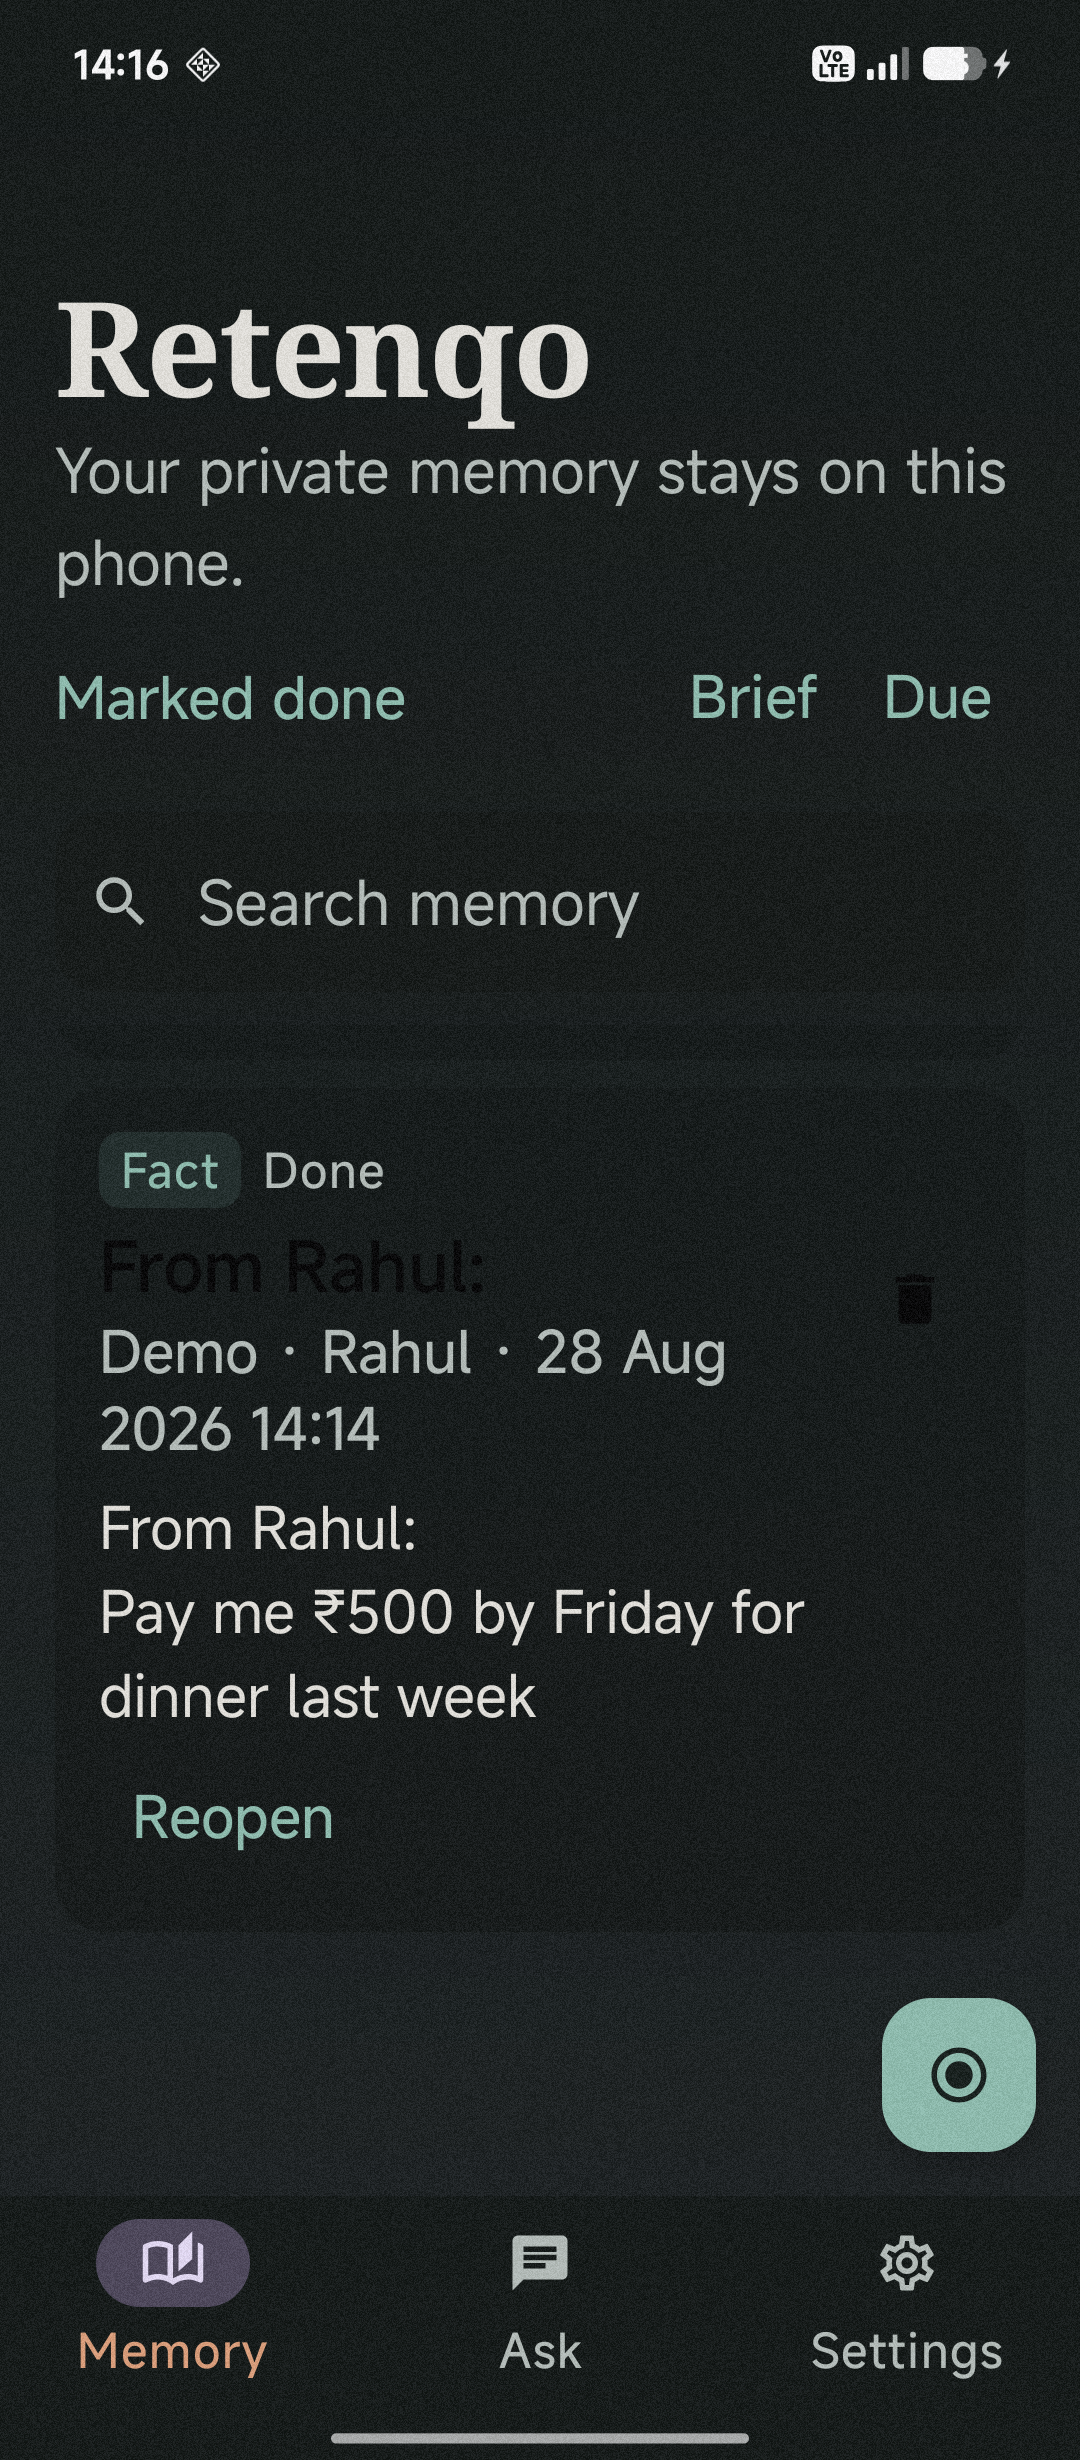 14:16
Vo
LTE
Retenqo
Your private memory stays on this
phone.
Marked done
Brief
Due
Search memory
Fact
Done
From Rahul:
Demo · Rahul · 28 Aug
2026 14:14
From Rahul:
Pay me ₹500 by Friday for
dinner last week
Reopen
Memory
Ask
Settings